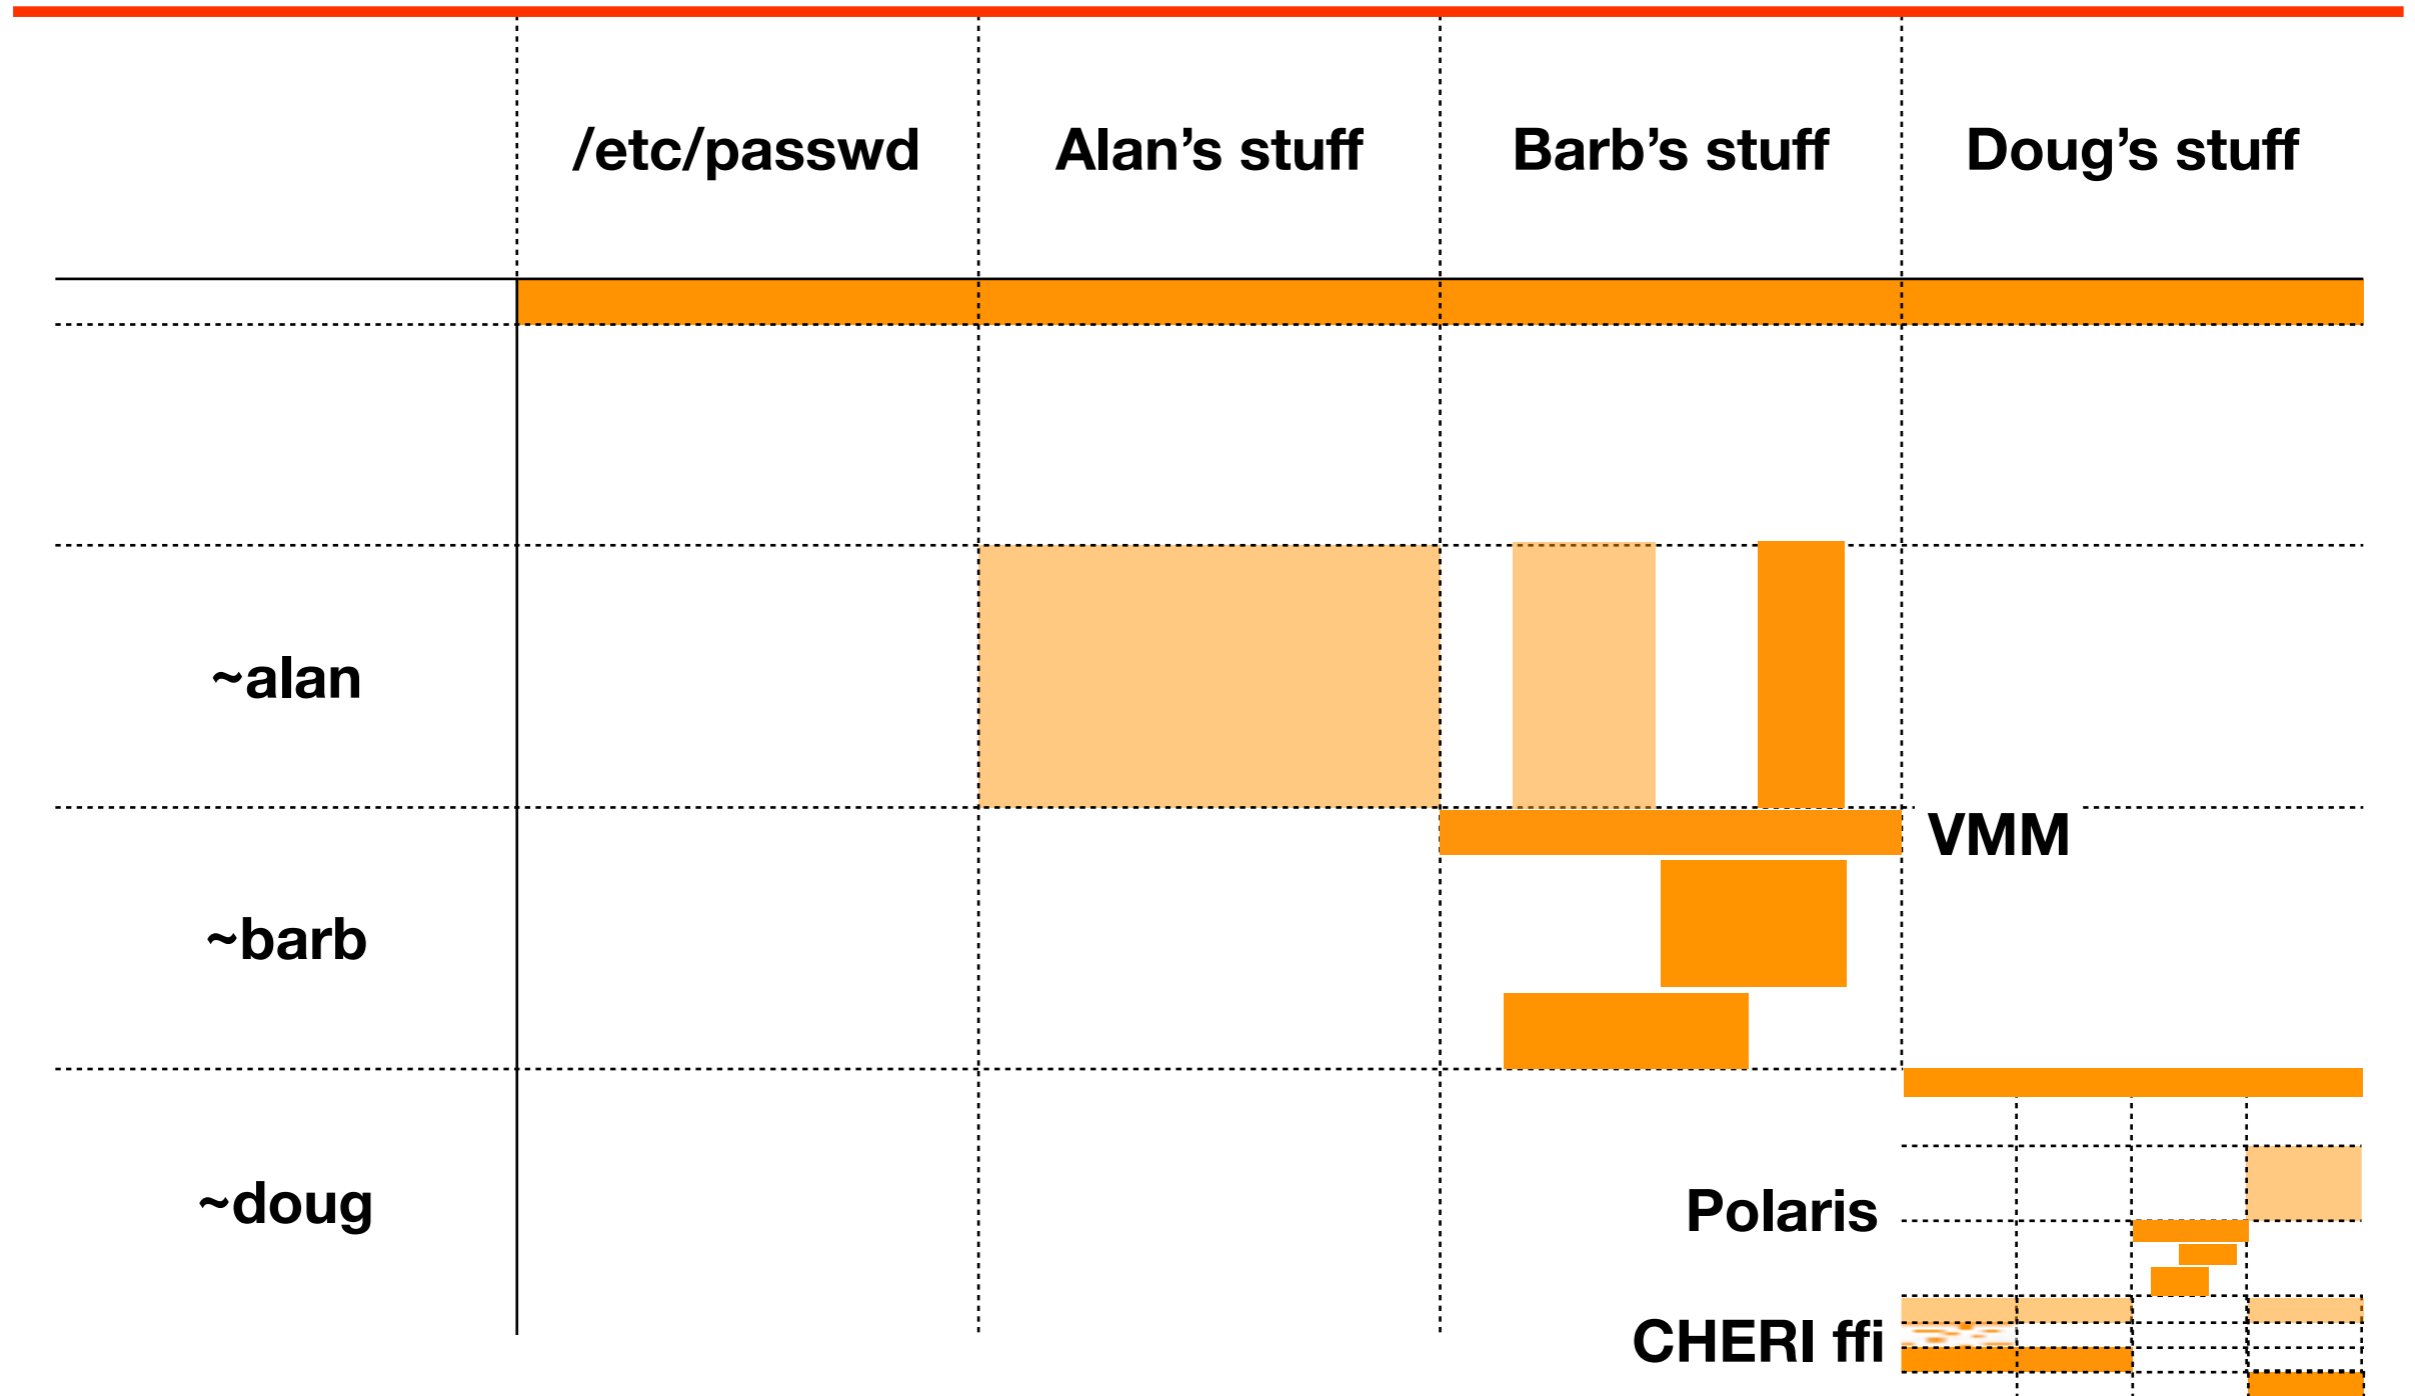 /etc/passwd Alan’s stuff Barb’s stuff Doug’s stuff
~alan
VMM
~barb
~doug
Polaris
CHERI ffi